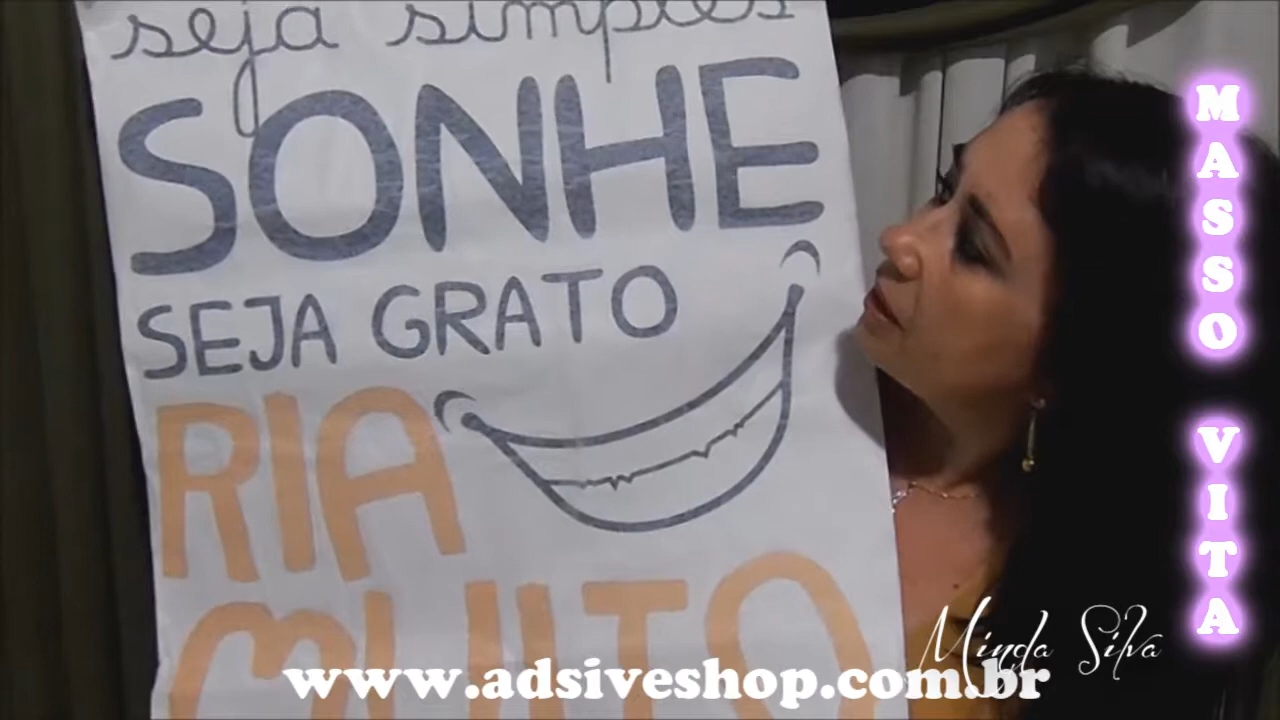 seja simples
SONHE
SEJA GRATO
RIA
MUITO
MASSO VITA
Minda Silva
www.adsiveshop.com.br